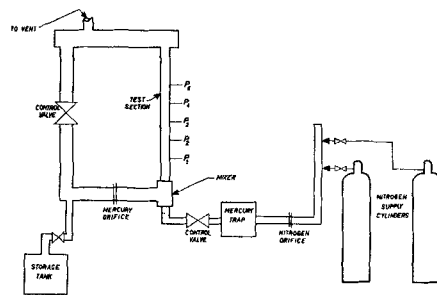 TO VENT
CONTROL
VALVE
TEST
SECTION
P5
P4
P3
P2
P1
MIXER
MERCURY
ORIFICE
CONTROL
VALVE
MERCURY
TRAP
NITROGEN
ORIFICE
NITROGEN
SUPPLY
CYLINDERS
STORAGE
TANK